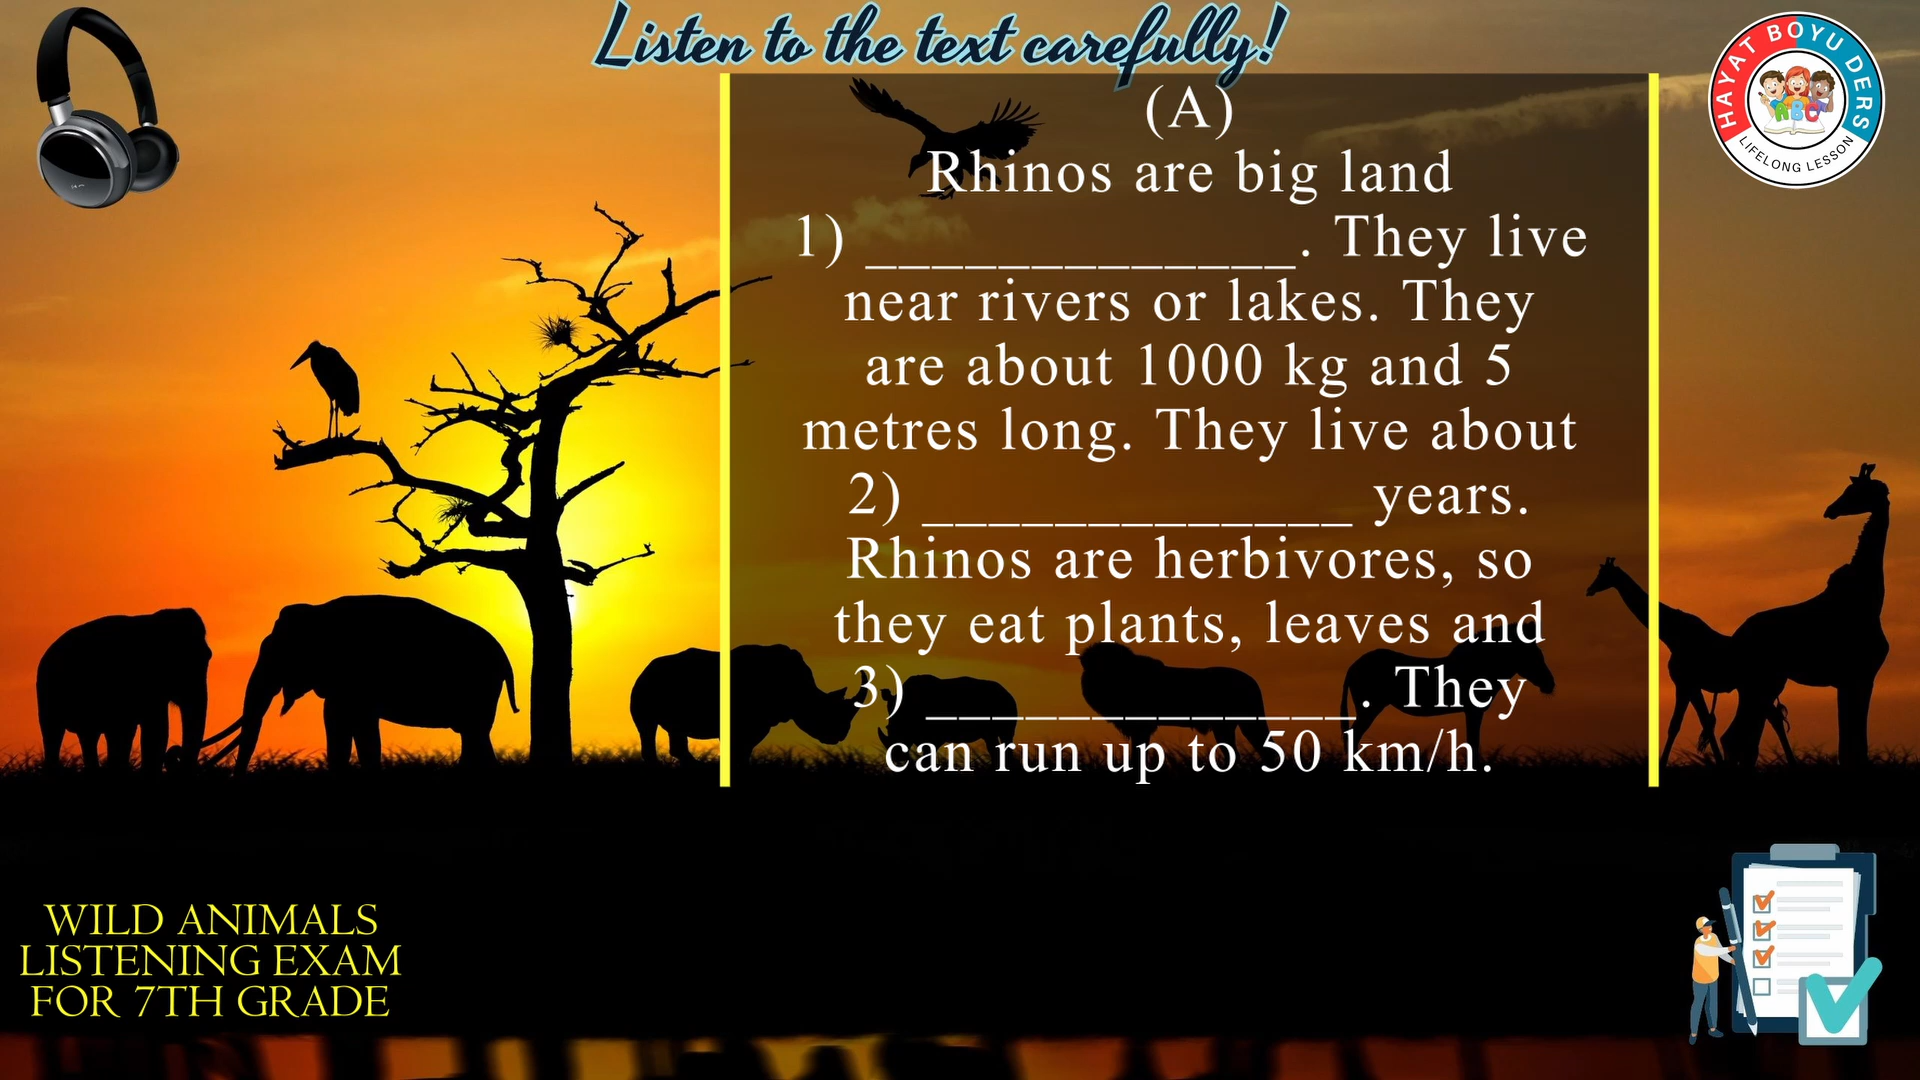 Listen to the text carefully!
HAYAT BOYU DERS
ABC
LIFELONG LESSON
(A)
Rhinos are big land
1) _____________. They live
near rivers or lakes. They
are about 1000 kg and 5
metres long. They live about
2) _____________ years.
Rhinos are herbivores, so
they eat plants, leaves and
3) _____________. They
can run up to 50 km/h.
WILD ANIMALS
LISTENING EXAM
FOR 7TH GRADE